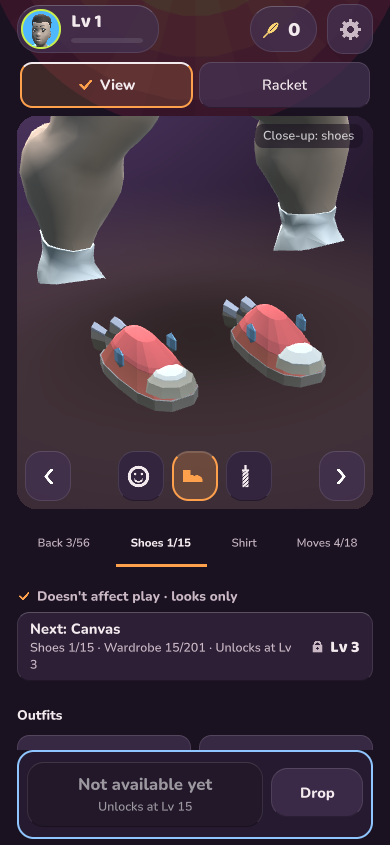 Lv 1
0
View
Racket
Close-up: shoes
Back 3/56
Shoes 1/15
Shirt
Moves 4/18
Doesn't affect play · looks only
Next: Canvas
Shoes 1/15 · Wardrobe 15/201 · Unlocks at Lv
3
Lv 3
Outfits
Not available yet
Unlocks at Lv 15
Drop